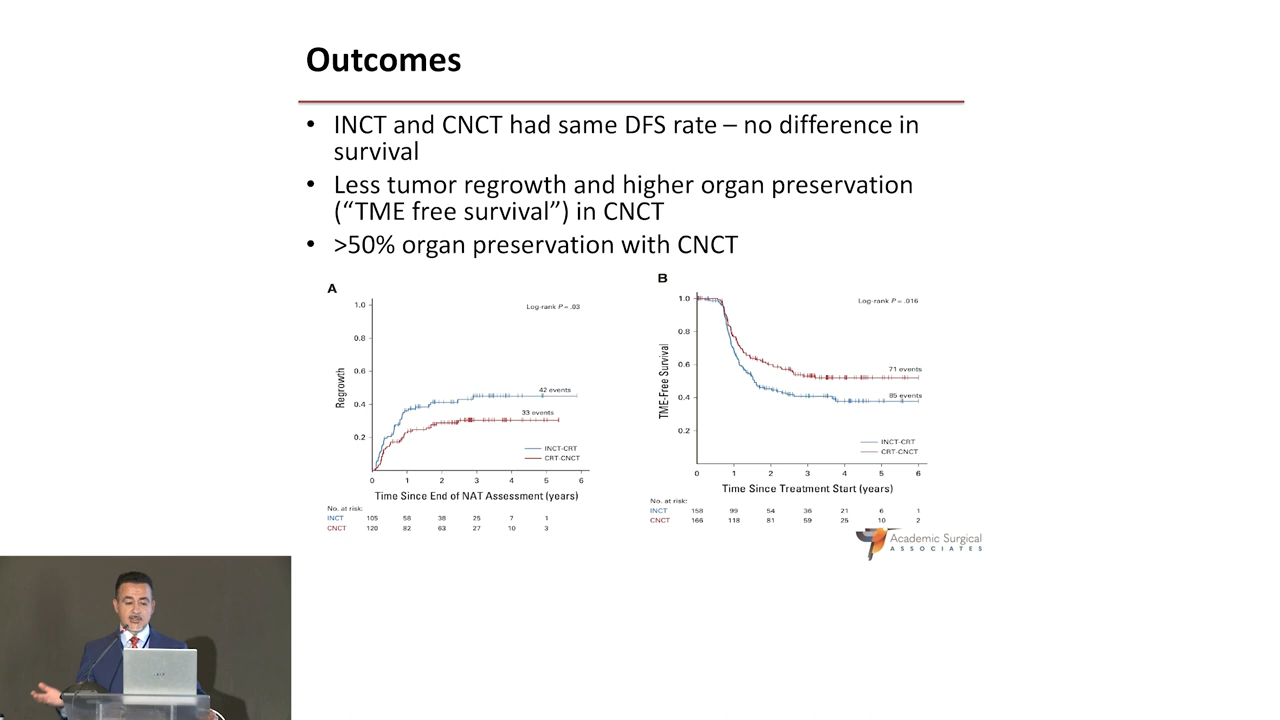 Outcomes
• INCT and CNCT had same DFS rate – no difference in
survival
• Less tumor regrowth and higher organ preservation
(“TME free survival”) in CNCT
• >50% organ preservation with CNCT
A
Log-rank P = .03
1.0
0.8
0.6
0.4
0.2
Regrowth
42 events
33 events
INCT-CRT
CRT-CNCT
0 1 2 3 4 5 6
Time Since End of NAT Assessment (years)
No. at risk:
INCT 105 58 38 25 7 1
CNCT 120 82 63 27 10 3
B
Log-rank P = .016
1.0
0.8
0.6
0.4
0.2
TME-Free Survival
71 events
85 events
INCT-CRT
CRT-CNCT
0 1 2 3 4 5 6
Time Since Treatment Start (years)
No. at risk:
INCT 158 99 54 36 21 6 1
CNCT 166 118 81 59 25 10 2
Academic Surgical
ASSOCIATES